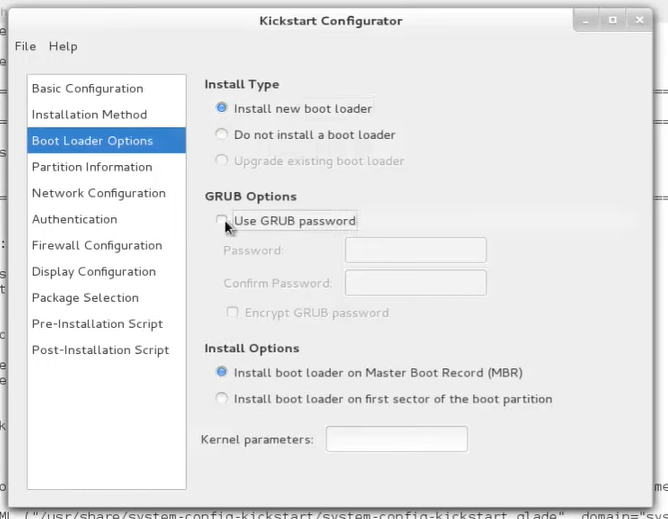 Kickstart Configurator
File Help
Basic Configuration
Installation Method
Boot Loader Options
Partition Information
Network Configuration
Authentication
Firewall Configuration
Display Configuration
Package Selection
Pre-Installation Script
Post-Installation Script
Install Type
Install new boot loader
Do not install a boot loader
Upgrade existing boot loader
GRUB Options
Use GRUB password
Password:
Confirm Password:
Encrypt GRUB password
Install Options
Install boot loader on Master Boot Record (MBR)
Install boot loader on first sector of the boot partition
Kernel parameters:
("/usr/share/system-config-kickstart/system-config-kickstart.glade", domain="sys